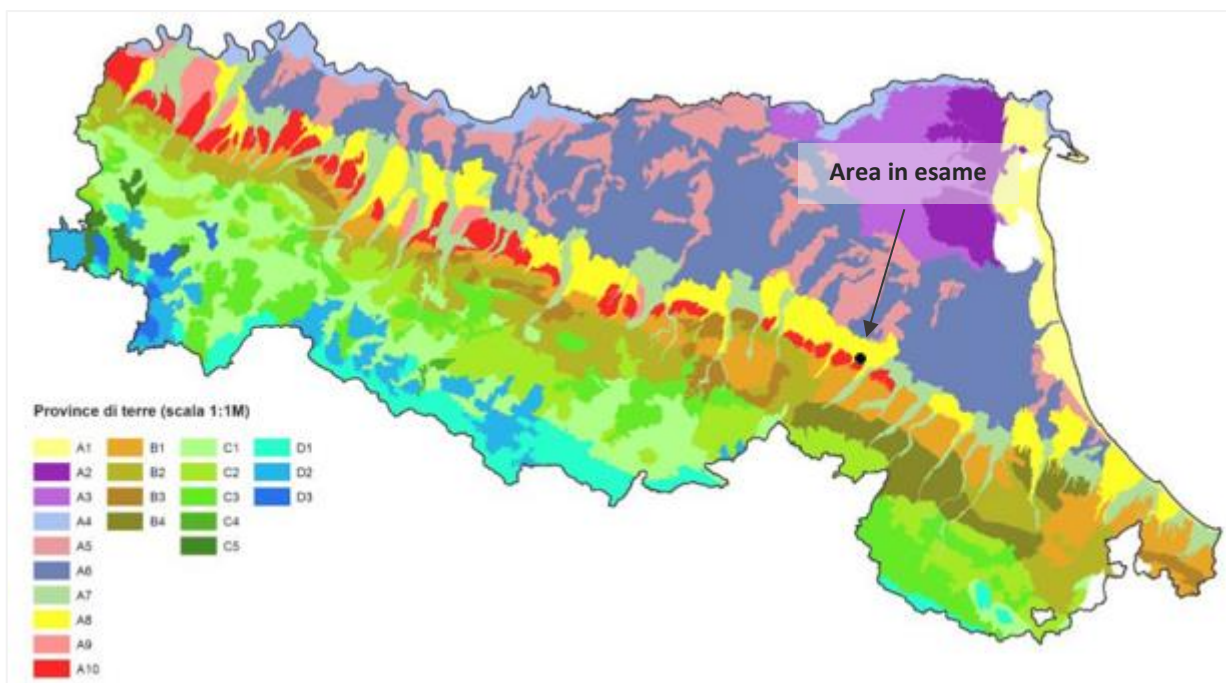 Area in esame
Province di terre (scala 1:1M)
A1 B1 C1 D1
A2 B2 C2 D2
A3 B3 C3 D3
A4 B4 C4
A5 C5
A6
A7
A8
A9
A10